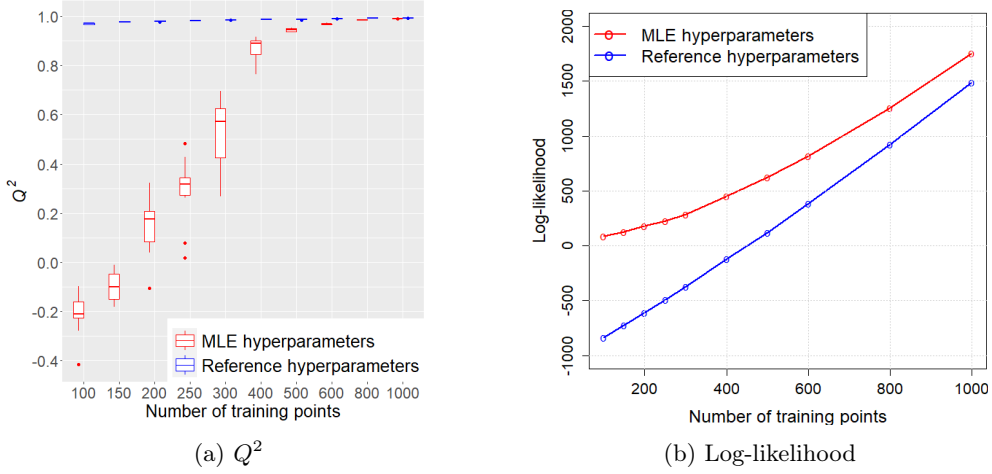 1.0
0.8
0.6
0.4
0.2
0.0
-0.2
-0.4
Q²
MLE hyperparameters
Reference hyperparameters
100 150 200 250 300 400 500 600 800 1000
Number of training points
(a) Q²
2000
1500
1000
500
0
-500
-1000
Log-likelihood
MLE hyperparameters
Reference hyperparameters
200 400 600 800 1000
Number of training points
(b) Log-likelihood